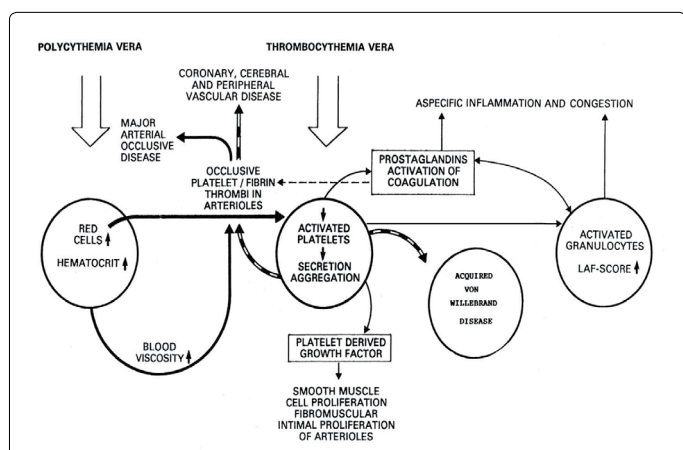 POLYCYTHEMIA VERA
THROMBOCYTHEMIA VERA
CORONARY, CEREBRAL
AND PERIPHERAL
VASCULAR DISEASE
ASPECIFIC INFLAMMATION AND CONGESTION
MAJOR
ARTERIAL
OCCLUSIVE
DISEASE
PROSTAGLANDINS
ACTIVATION OF
COAGULATION
OCCLUSIVE
PLATELET / FIBRIN
THROMBI IN
ARTERIOLES
RED
CELLS
HEMATOCRIT
ACTIVATED
PLATELETS
SECRETION
AGGREGATION
ACTIVATED
GRANULOCYTES
LAF-SCORE
ACQUIRED
VON
WILLEBRAND
DISEASE
BLOOD
VISCOSITY
PLATELET DERIVED
GROWTH FACTOR
SMOOTH MUSCLE
CELL PROLIFERATION
FIBROMUSCULAR
INTIMAL PROLIFERATION
OF ARTERIOLES